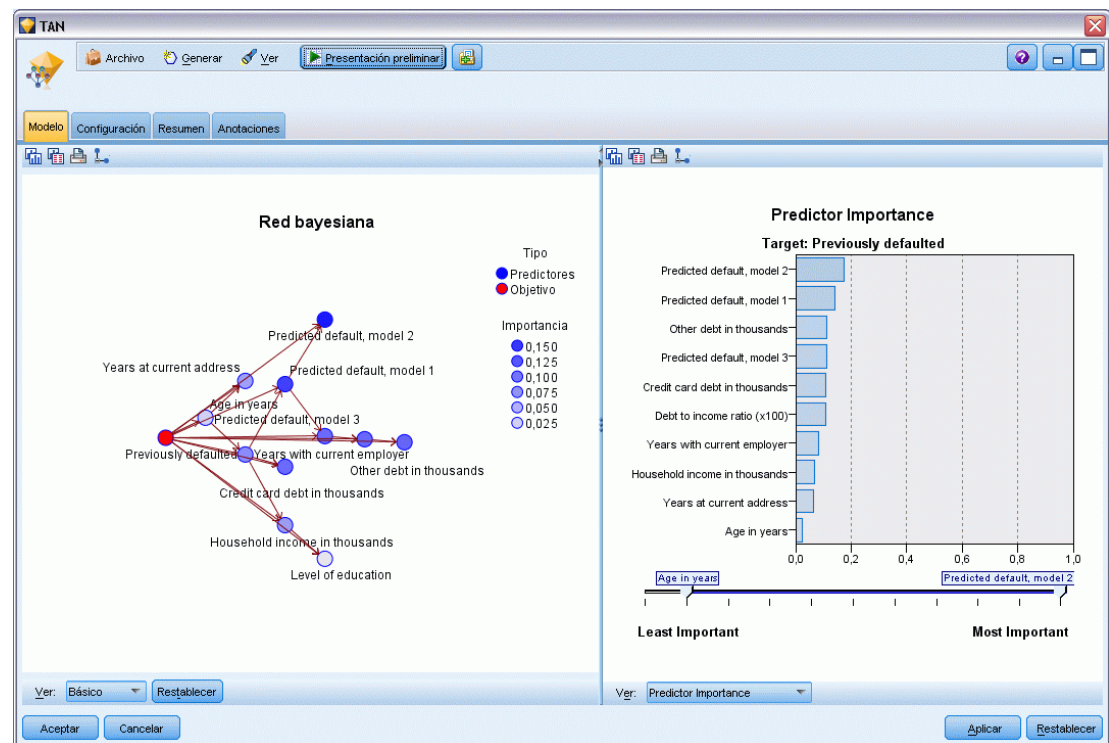 TAN
Archivo Generar Ver Presentación preliminar
Modelo Configuración Resumen Anotaciones
Red bayesiana
Tipo
Predictores
Objetivo
Importancia
0,150
0,125
0,100
0,075
0,050
0,025
Predicted default, model 2
Years at current address
Predicted default, model 1
Age in years
Predicted default, model 3
Previously defaulted
Years with current employer
Other debt in thousands
Credit card debt in thousands
Household income in thousands
Level of education
Ver: Básico Restablecer
Predictor Importance
Target: Previously defaulted
Predicted default, model 2
Predicted default, model 1
Other debt in thousands
Predicted default, model 3
Credit card debt in thousands
Debt to income ratio (x100)
Years with current employer
Household income in thousands
Years at current address
Age in years
0,0 0,2 0,4 0,6 0,8 1,0
Age in years Predicted default, model 2
Least Important Most Important
Ver: Predictor Importance
Aceptar Cancelar Aplicar Restablecer